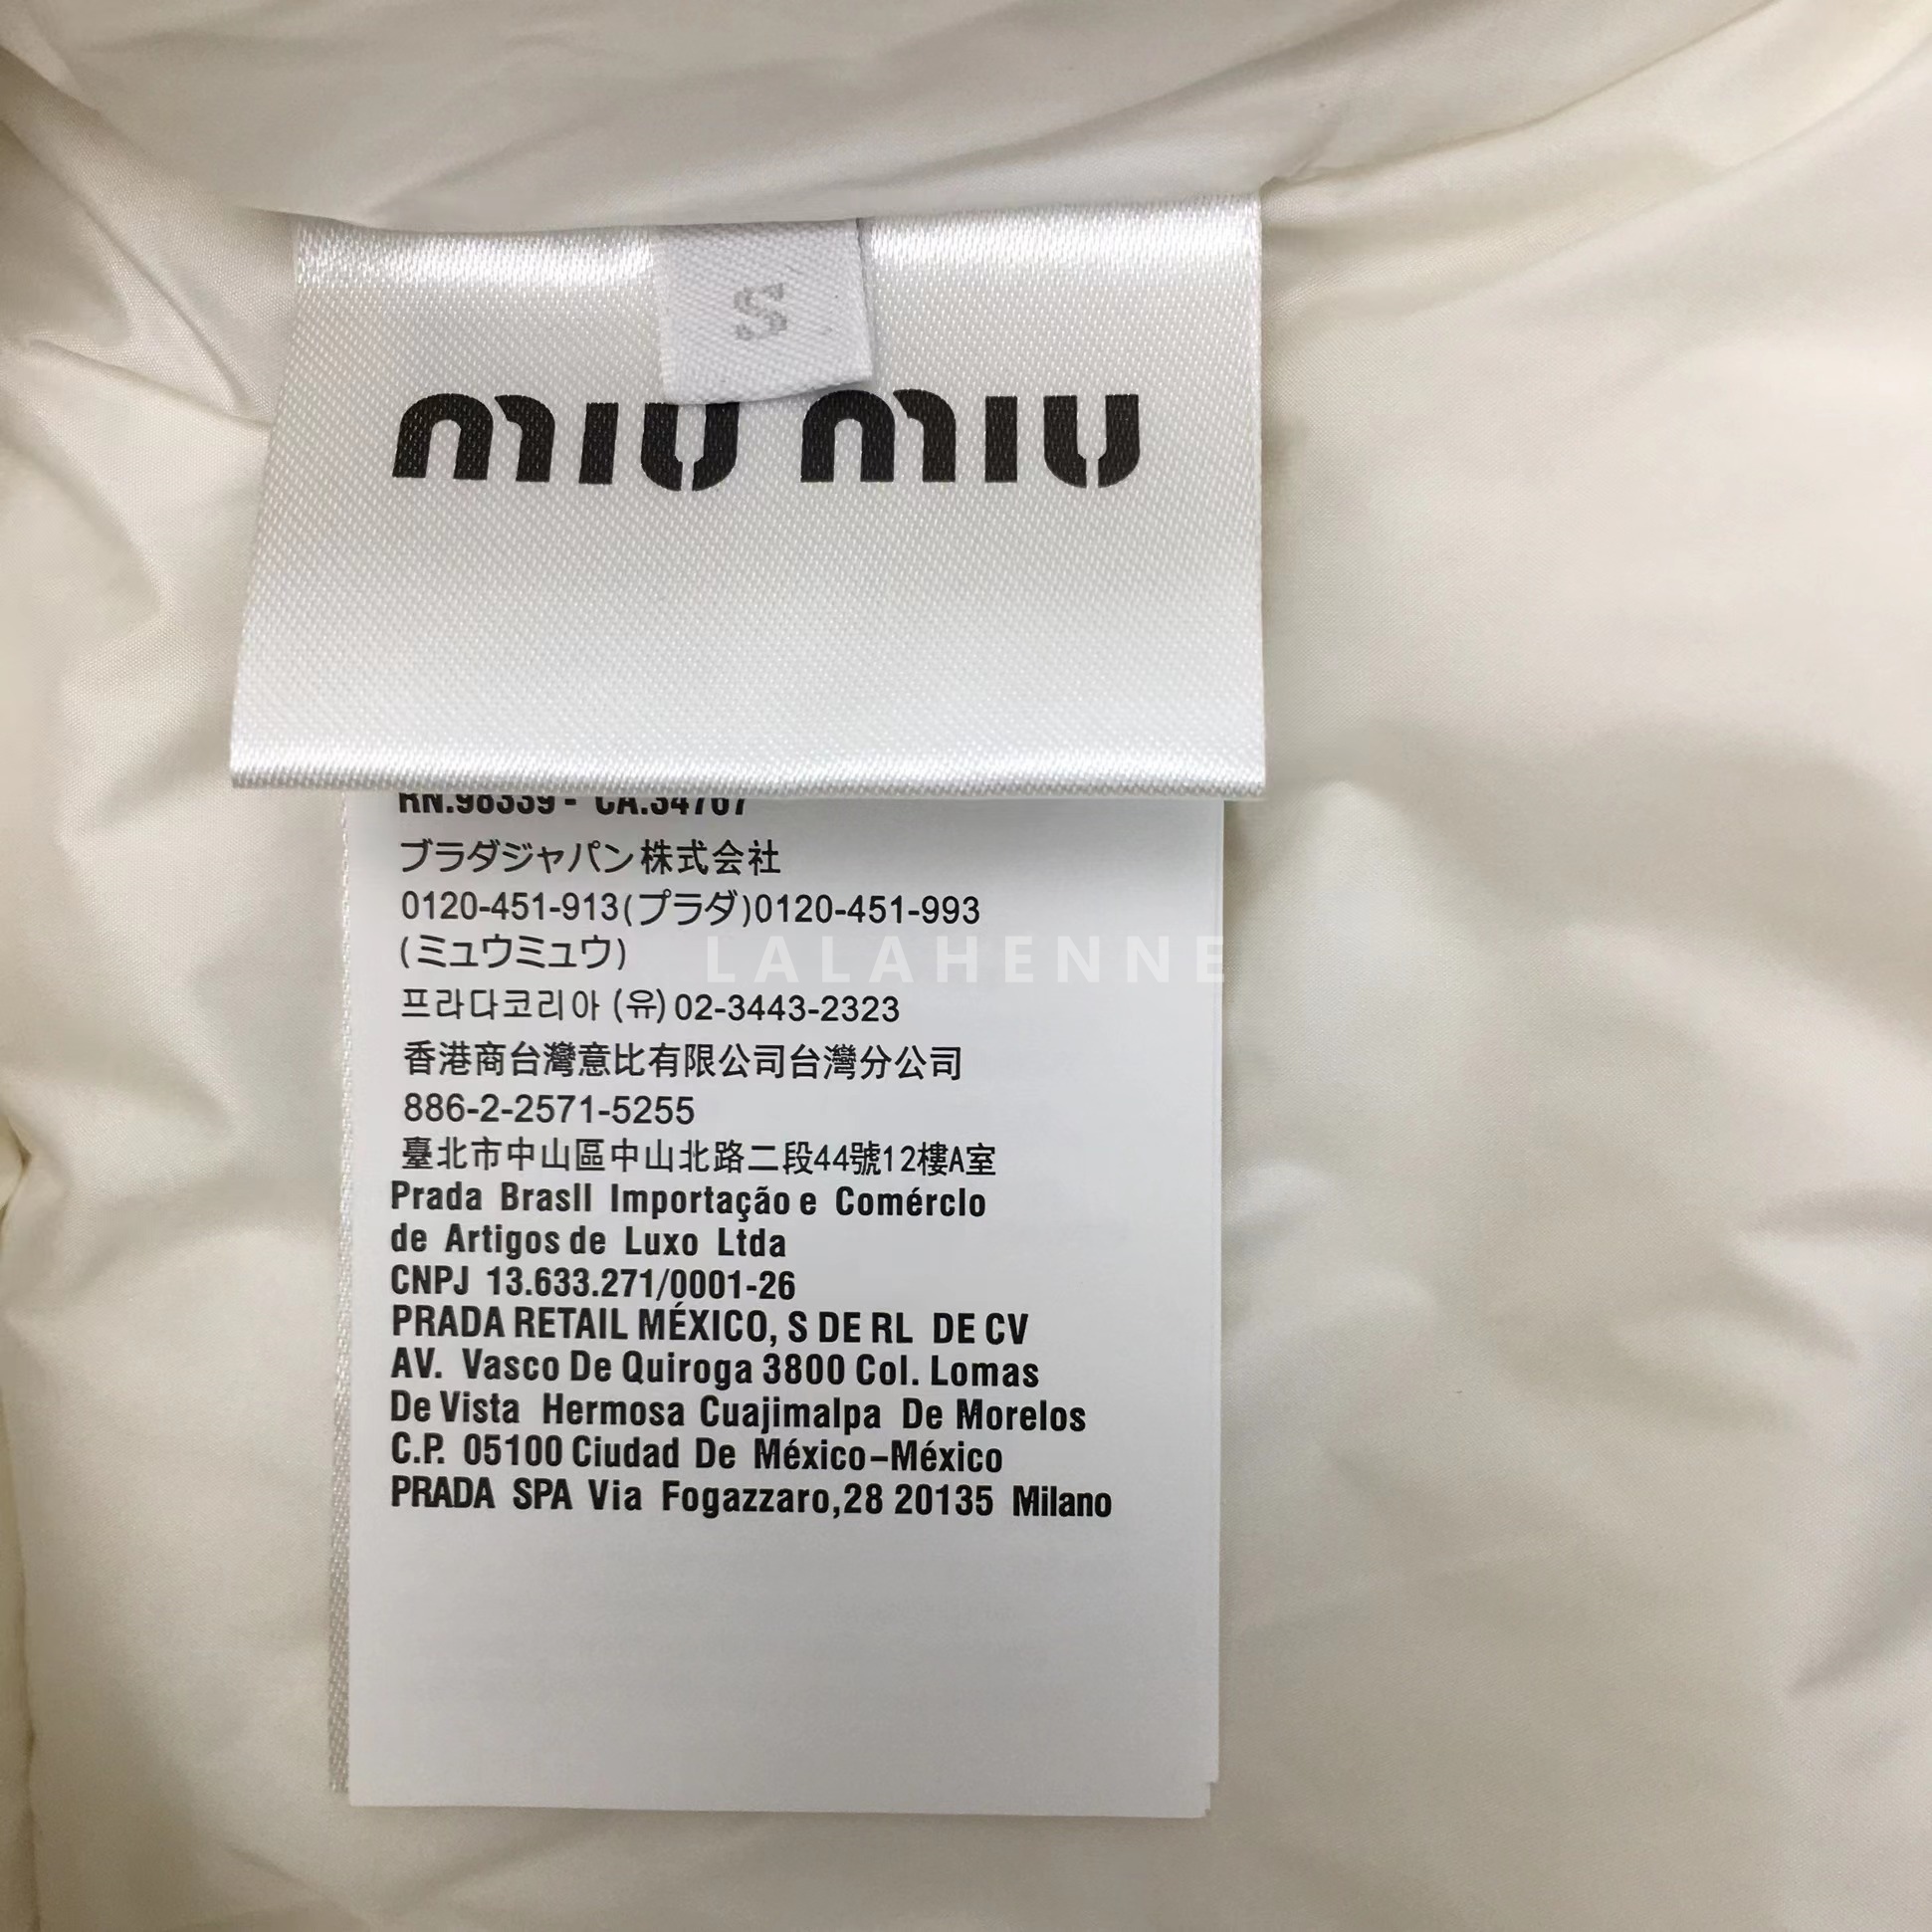 S
miu miu
RN.98339 - CA.34767
ブラダジャパン株式会社
0120-451-913(プラダ)0120-451-993
(ミュウミュウ)
LALAHENNE
프라다코리아 (유) 02-3443-2323
香港商台灣意比有限公司台灣分公司
886-2-2571-5255
臺北市中山區中山北路二段44號12樓A室
Prada Brasll Importação e Comérclo
de Artigos de Luxo Ltda
CNPJ 13.633.271/0001-26
PRADA RETAIL MÉXICO, S DE RL DE CV
AV. Vasco De Quiroga 3800 Col. Lomas
De Vista Hermosa Cuajimalpa De Morelos
C.P. 05100 Ciudad De México-México
PRADA SPA Via Fogazzaro,28 20135 Milano